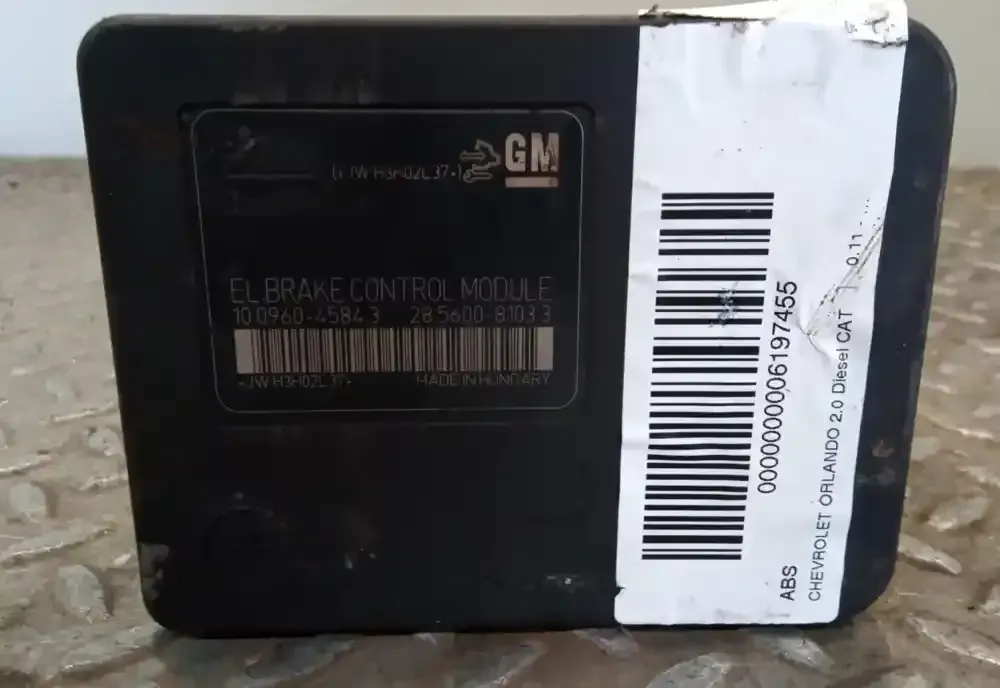 GM
EL.BRAKE CONTROL MODULE
10.0960-4584.3 28.5600-8103.3
MADE IN HUNGARY
00000000006197455
ABS
CHEVROLET ORLANDO 2.0 Diesel CAT